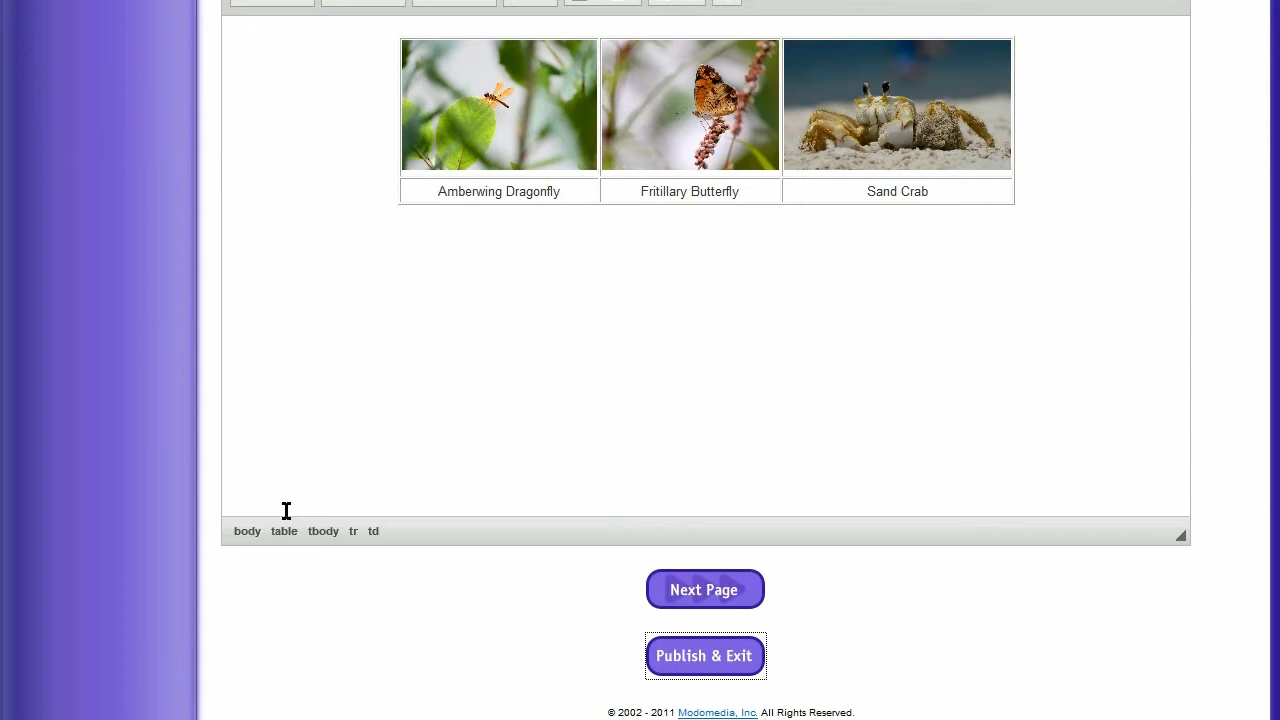 Amberwing Dragonfly Fritillary Butterfly Sand Crab
body table tbody tr td
Next Page
Publish & Exit
© 2002 - 2011 Modomedia, Inc. All Rights Reserved.